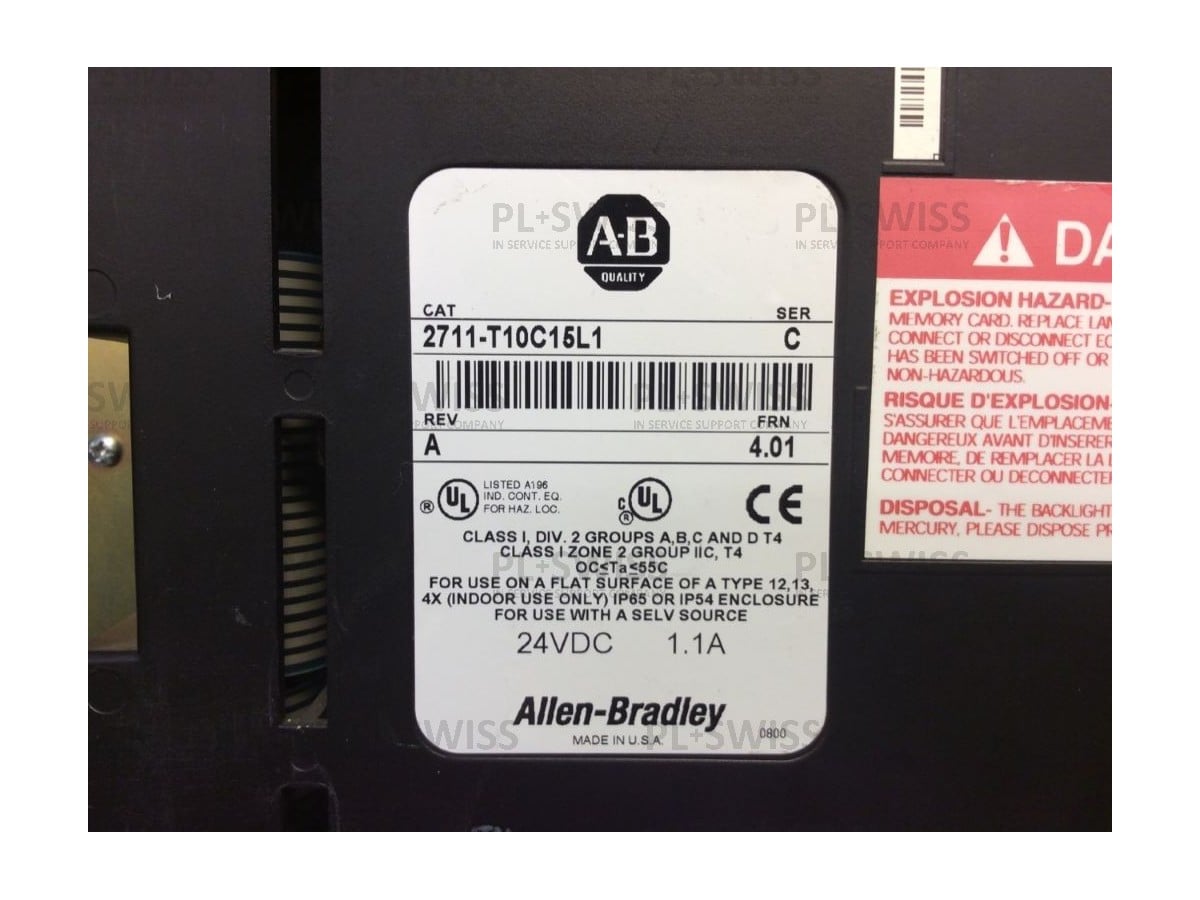 A-B
QUALITY
CAT SER
2711-T10C15L1 C
REV FRN
A 4.01
® UL LISTED A196
IND. CONT. EQ.
FOR HAZ. LOC.
C UL ®
CE
CLASS I, DIV. 2 GROUPS A,B,C AND D T4
CLASS I ZONE 2 GROUP IIC, T4
0C≤Ta≤55C
FOR USE ON A FLAT SURFACE OF A TYPE 12,13,
4X (INDOOR USE ONLY) IP65 OR IP54 ENCLOSURE
FOR USE WITH A SELV SOURCE
24VDC 1.1A
Allen-Bradley
MADE IN U.S.A.
0800
EXPLOSION HAZARD-
MEMORY CARD. REPLACE
CONNECT OR DISCONNECT
HAS BEEN SWITCHED OFF OR
NON-HAZARDOUS.
RISQUE D'EXPLOSION-
S'ASSURER QUE L'EMPLACEME
DANGEREUX AVANT D'INSERER
MEMOIRE, DE REMPLACER LA
CONNECTER OU DECONNECTE
DISPOSAL- THE BACKLIGHT
MERCURY, PLEASE DISPOSE
PL+SWISS
IN SERVICE SUPPORT COMPANY